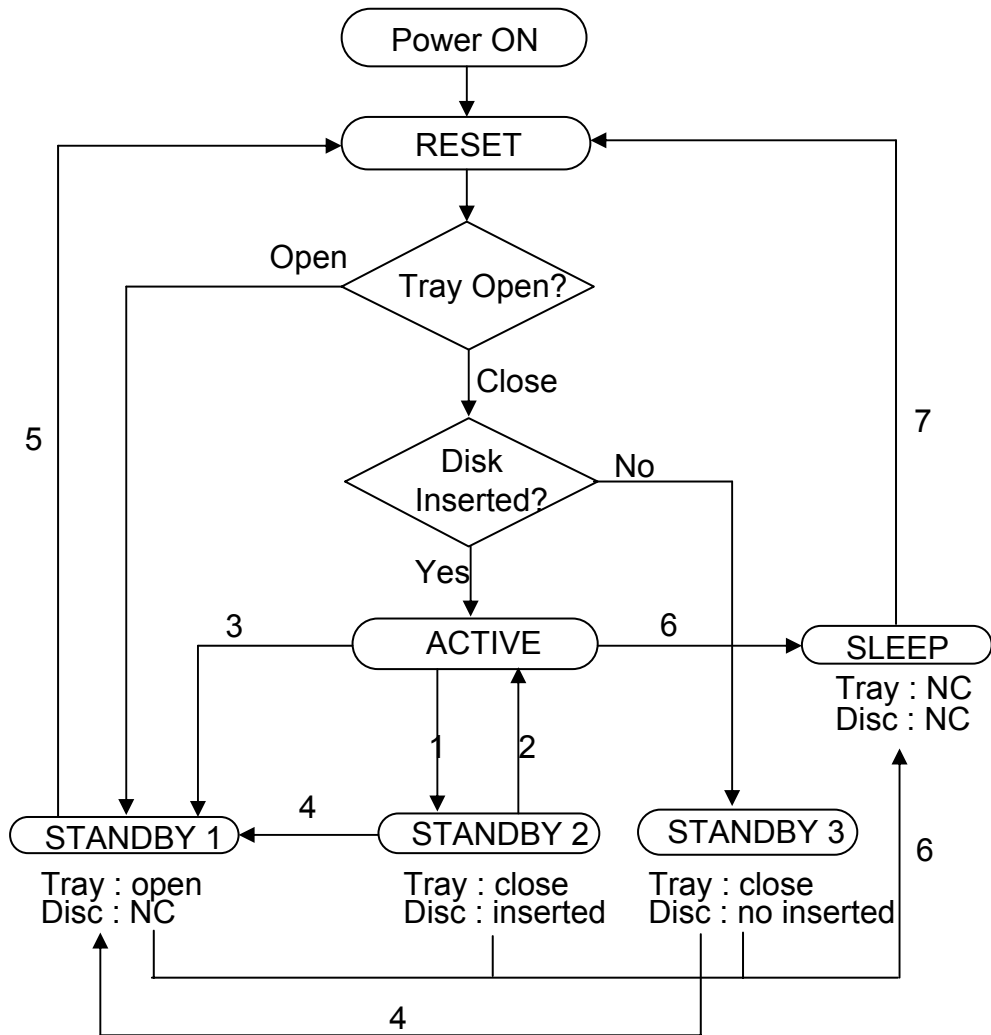 Power ON
RESET
Open
Tray Open?
Close
5
7
Disk
Inserted?
No
Yes
3
ACTIVE
6
SLEEP
Tray : NC
Disc : NC
1
2
4
STANDBY 1
STANDBY 2
STANDBY 3
6
Tray : open
Disc : NC
Tray : close
Disc : inserted
Tray : close
Disc : no inserted
4